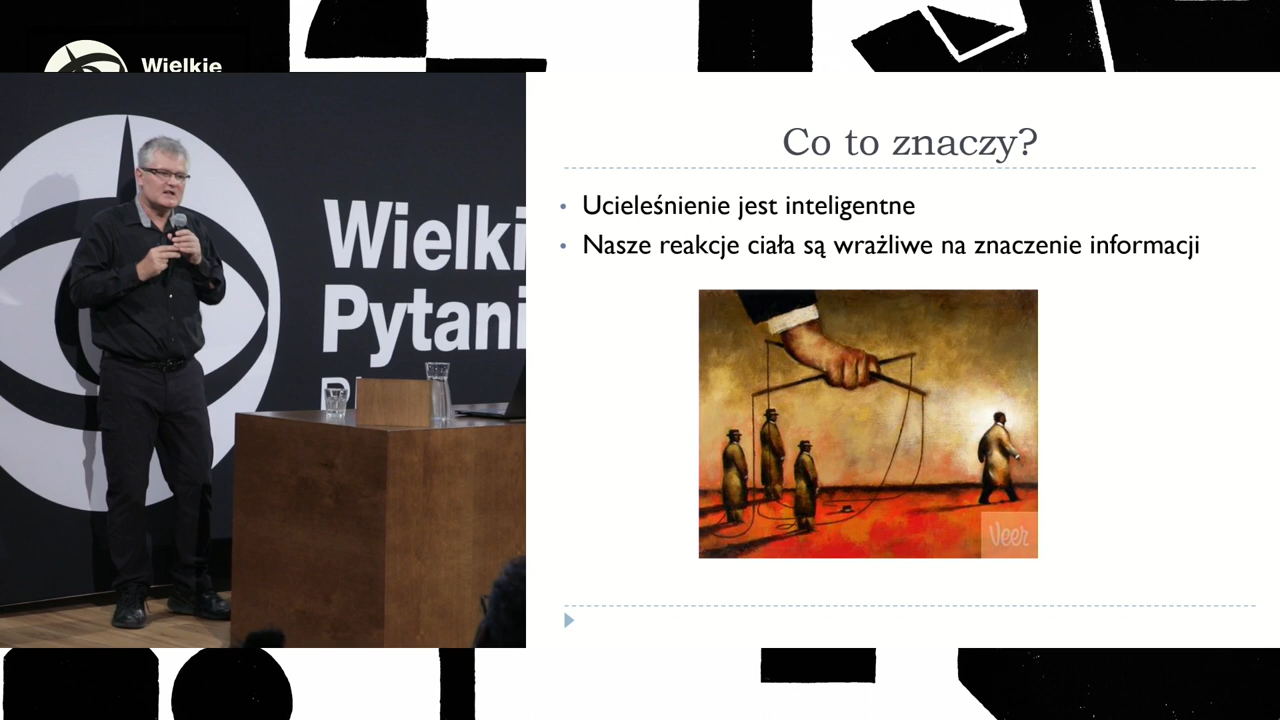 Wielkie
Wielki
Pytani
Co to znaczy?
Ucieleśnienie jest inteligentne
Nasze reakcje ciała są wrażliwe na znaczenie informacji
Veer